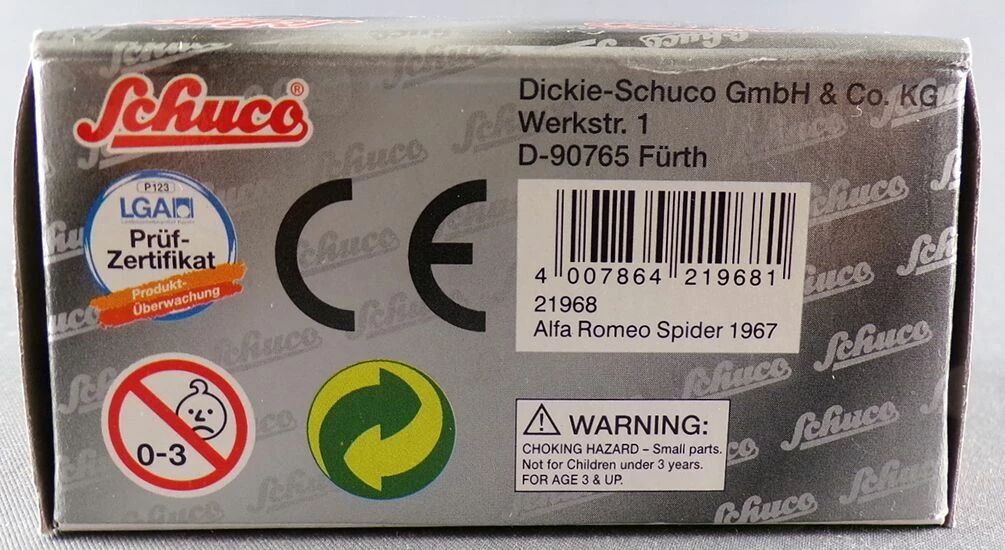 Schuco®
Dickie-Schuco GmbH & Co. KG
Werkstr. 1
D-90765 Fürth
P123
LGA
Prüf-
Zertifikat
Produkt-
Überwachung
CE
4 007864 219681
21968
Alfa Romeo Spider 1967
0-3
WARNING:
CHOKING HAZARD – Small parts.
Not for Children under 3 years.
FOR AGE 3 & UP.